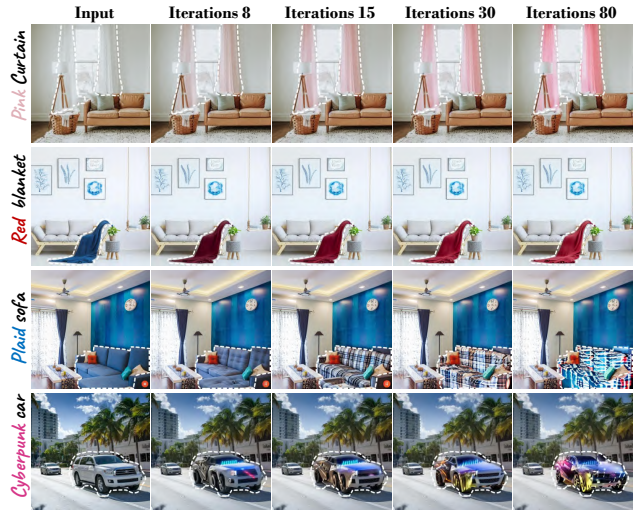 Input Iterations 8 Iterations 15 Iterations 30 Iterations 80
Pink Curtain
Red blanket
Plaid sofa
Cyberpunk car